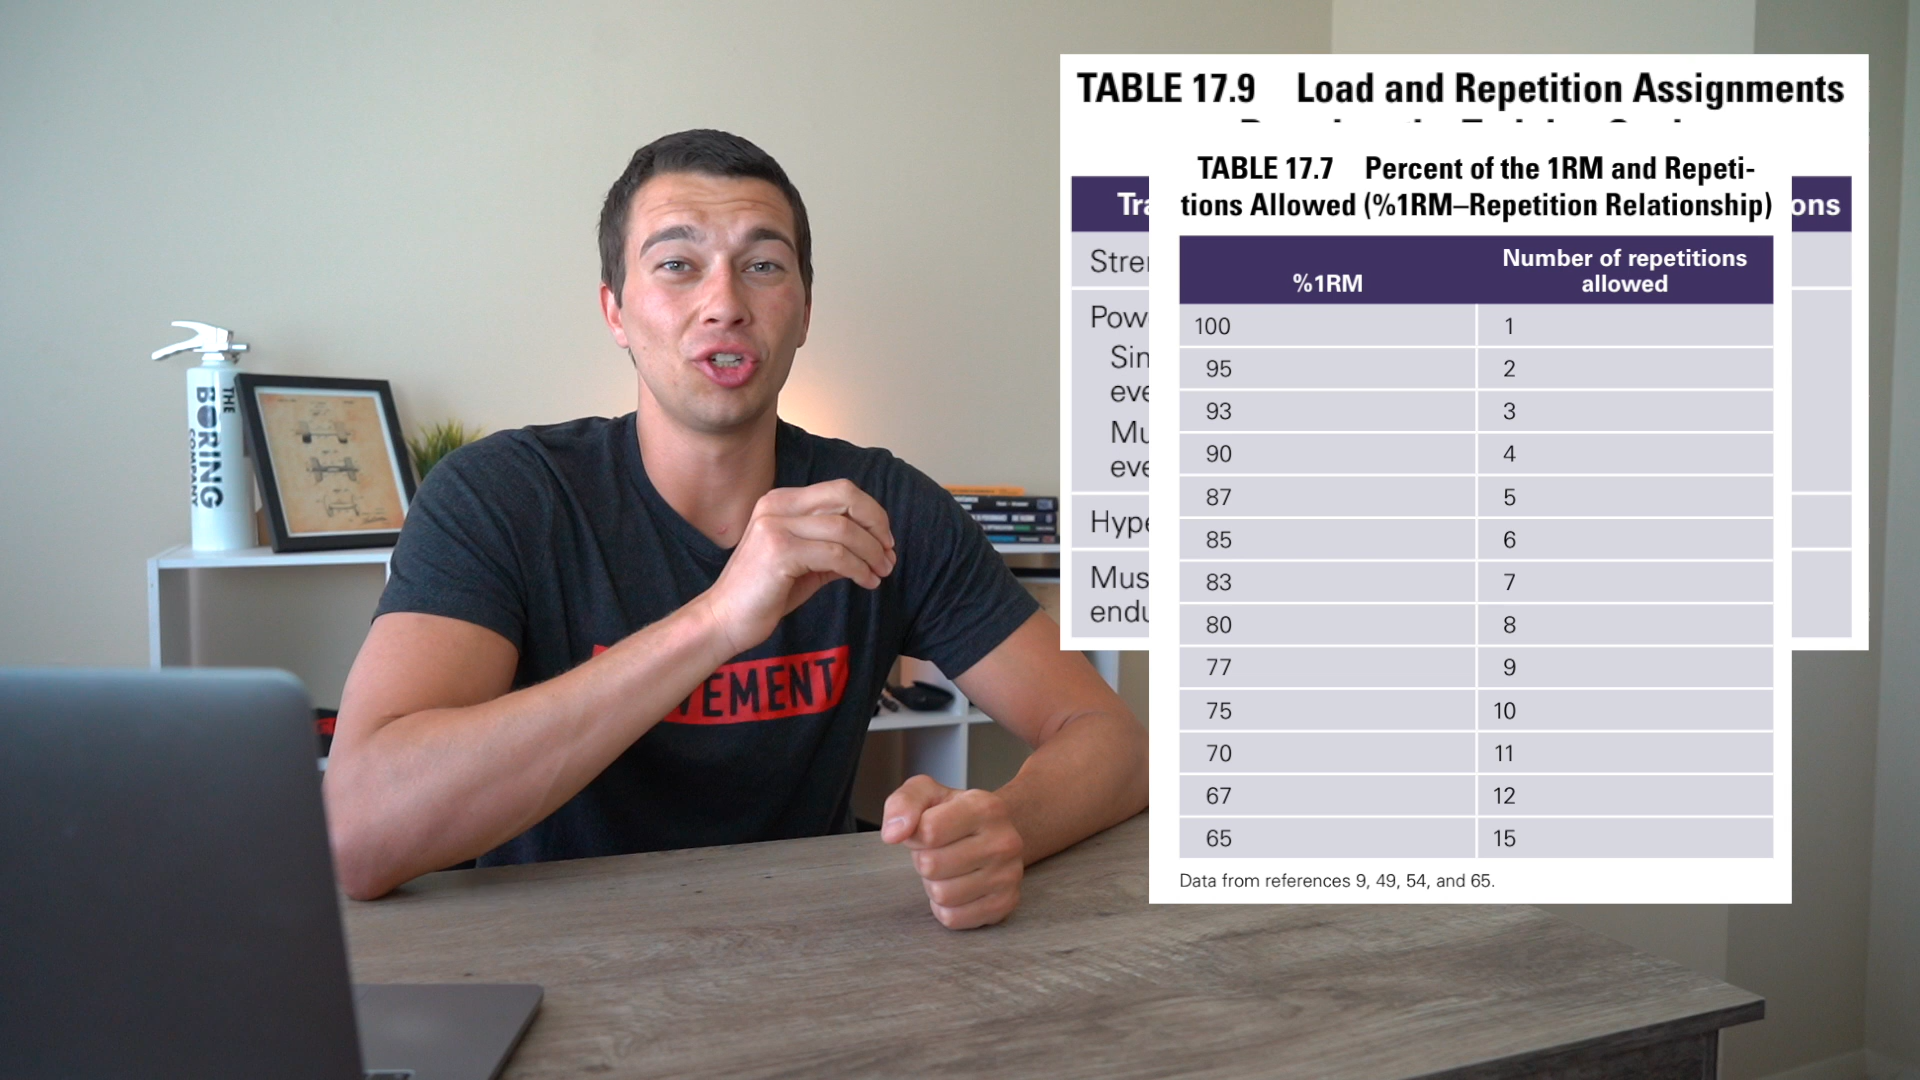 TABLE 17.9 Load and Repetition Assignments
TABLE 17.7 Percent of the 1RM and Repeti-
tions Allowed (%1RM–Repetition Relationship)
%1RM Number of repetitions
allowed
100 1
95 2
93 3
90 4
87 5
85 6
83 7
80 8
77 9
75 10
70 11
67 12
65 15
Data from references 9, 49, 54, and 65.
Tra
ons
Stre
Pow
Sin
eve
Mu
eve
Hype
Mus
endu
THE
BORING
COMPANY
VEMENT